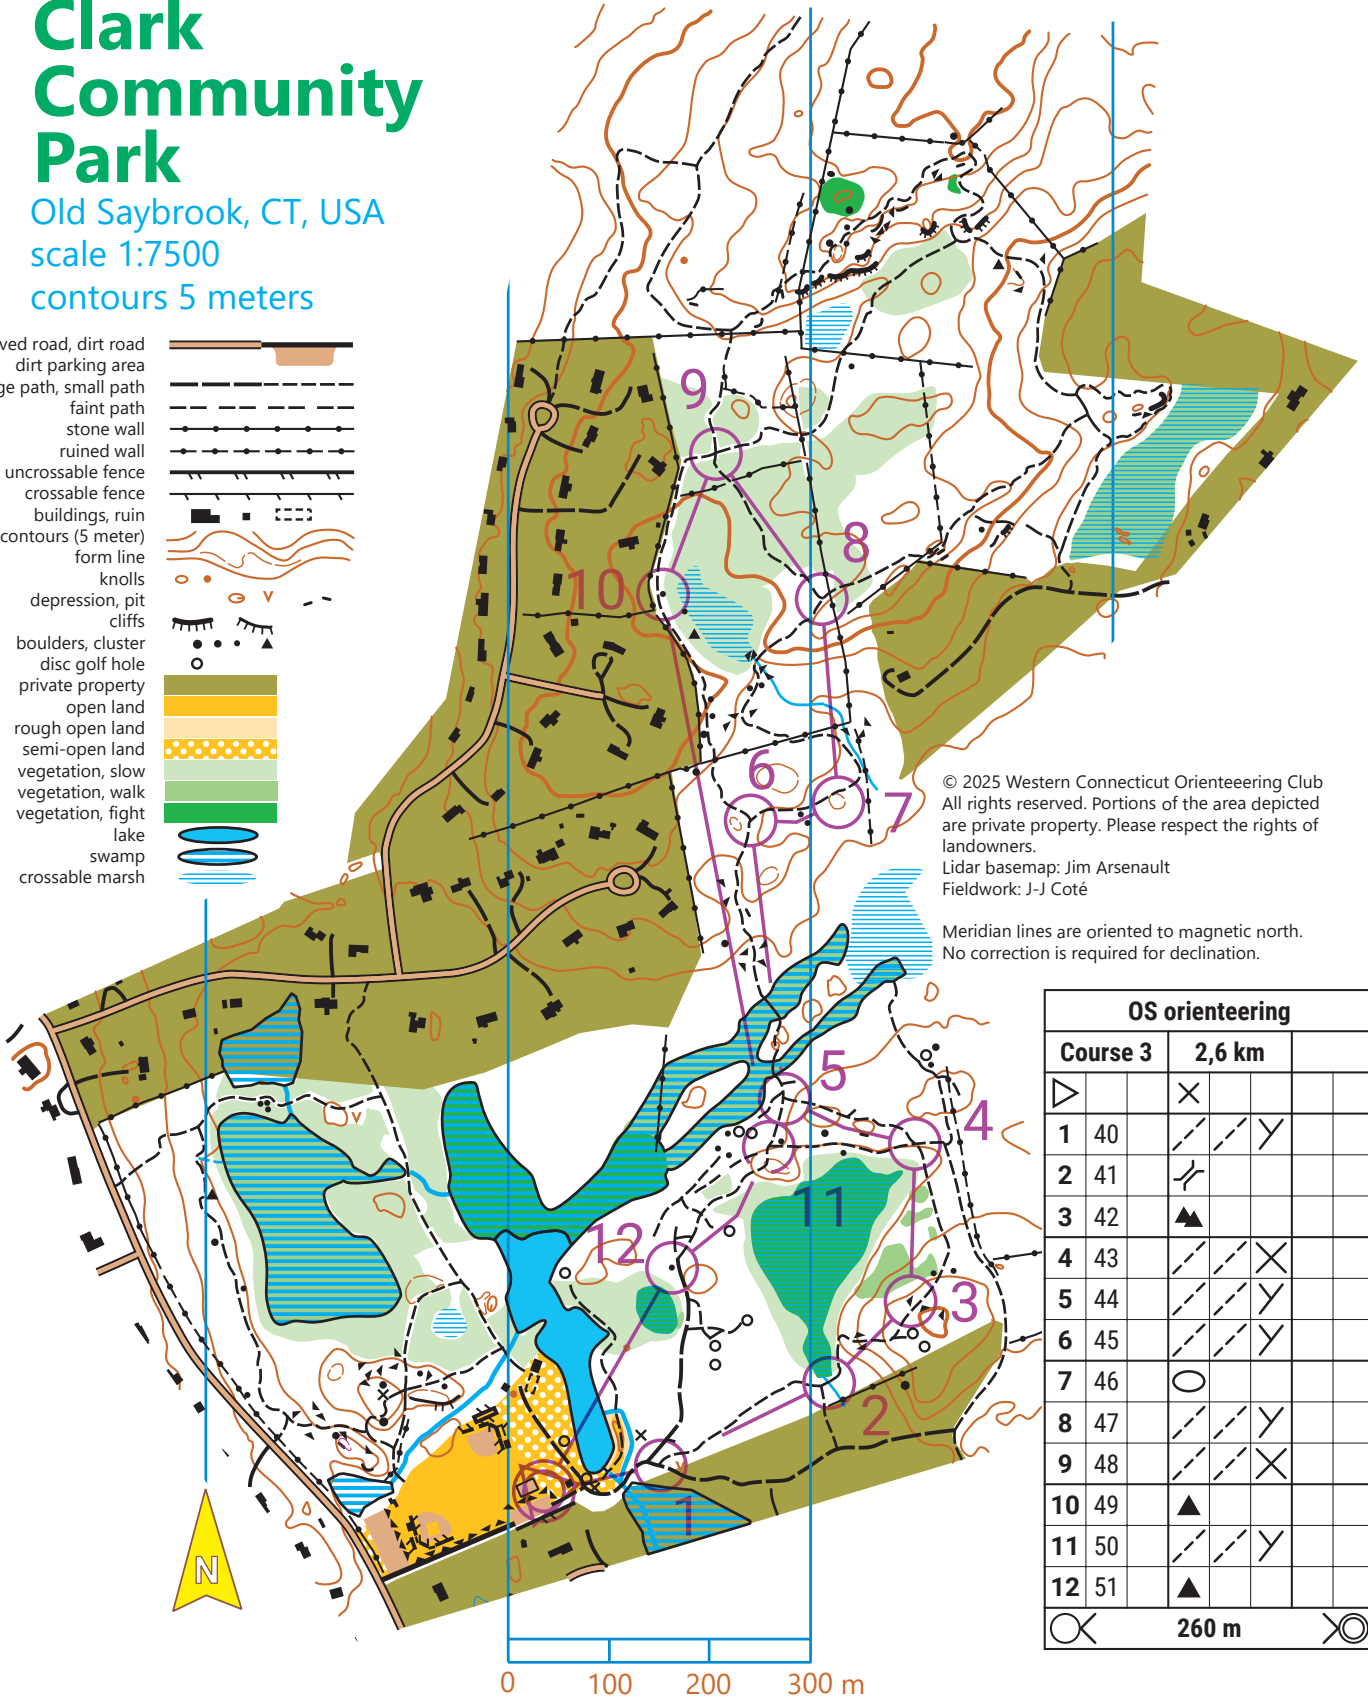 Clark
Community
Park
Old Saybrook, CT, USA
scale 1:7500
contours 5 meters
ved road, dirt road
dirt parking area
ge path, small path
faint path
stone wall
ruined wall
uncrossable fence
crossable fence
buildings, ruin
contours (5 meter)
form line
knolls
depression, pit
cliffs
boulders, cluster
disc golf hole
private property
open land
rough open land
semi-open land
vegetation, slow
vegetation, walk
vegetation, fight
lake
swamp
crossable marsh
9
8
10
6
7
© 2025 Western Connecticut Orienteeering Club
All rights reserved. Portions of the area depicted
are private property. Please respect the rights of
landowners.
Lidar basemap: Jim Arsenault
Fieldwork: J-J Coté
Meridian lines are oriented to magnetic north.
No correction is required for declination.
5
4
11
12
3
2
1
N
0 100 200 300 m
OS orienteering
Course 3 2,6 km
1 40
2 41
3 42
4 43
5 44
6 45
7 46
8 47
9 48
10 49
11 50
12 51
260 m